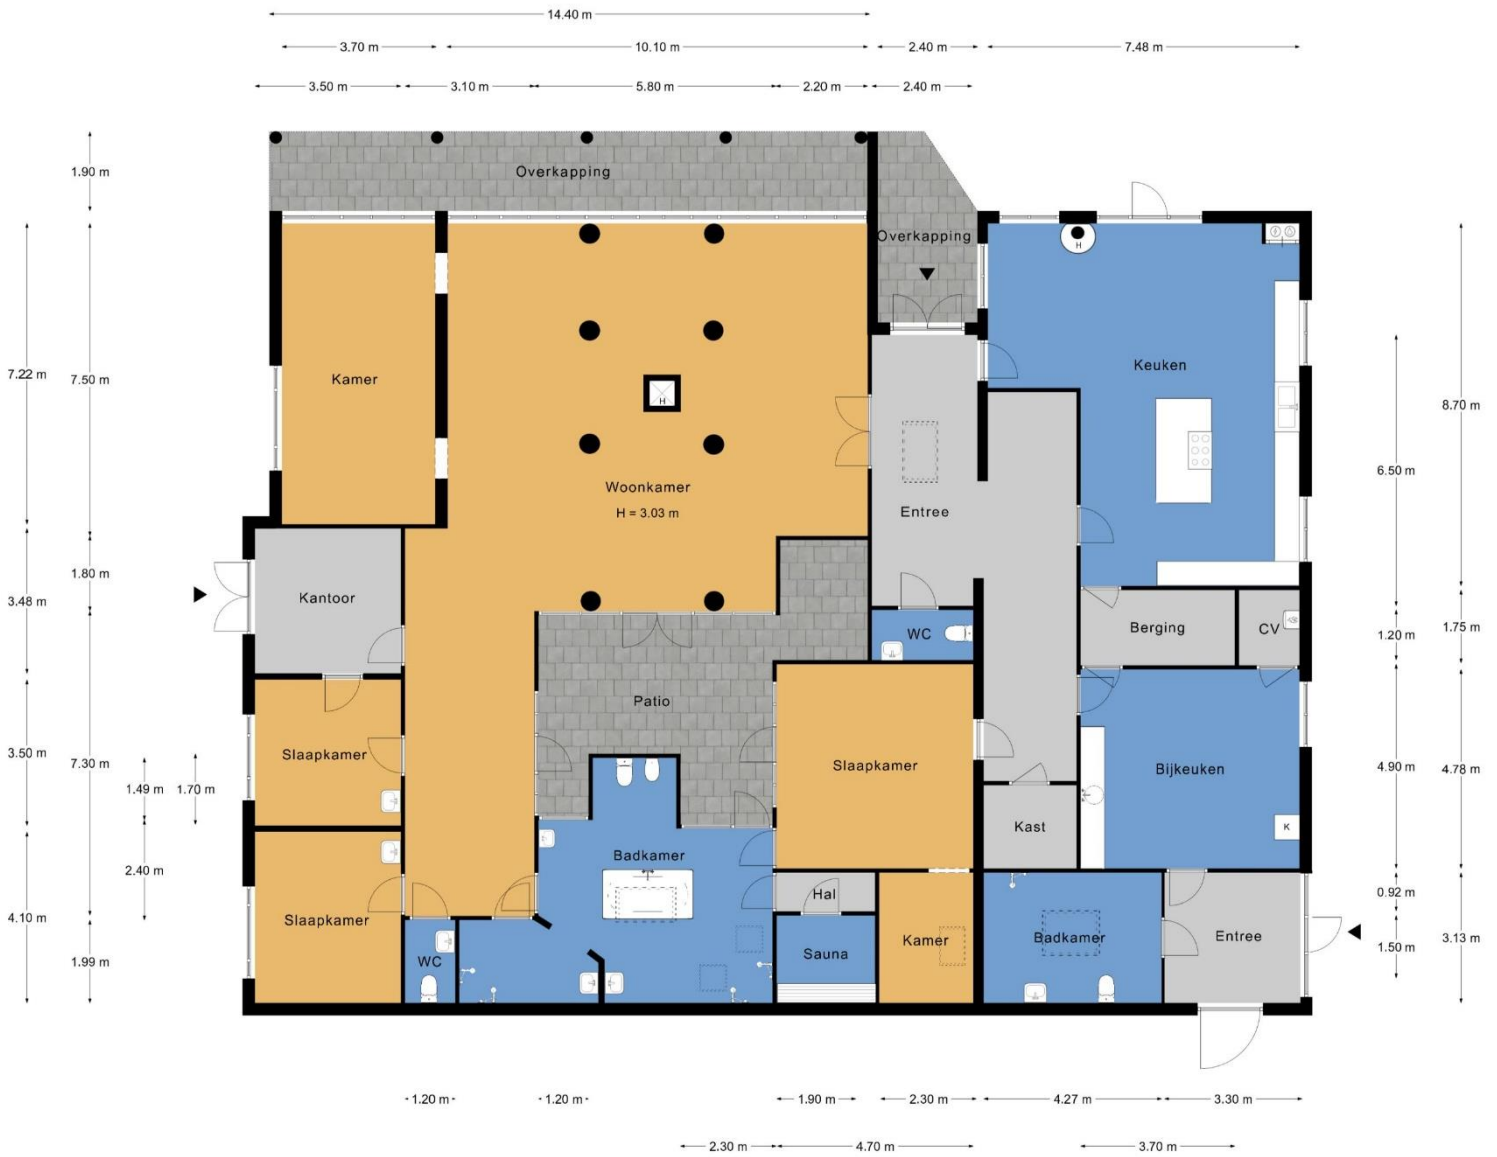 14.40 m
3.70 m
10.10 m
2.40 m
7.48 m
3.50 m
3.10 m
5.80 m
2.20 m
2.40 m
1.90 m
Overkapping
Overkapping
H
Keuken
Kamer
7.22 m
7.50 m
H
8.70 m
6.50 m
Woonkamer
H = 3.03 m
Entree
1.80 m
3.48 m
Kantoor
WC
Berging
CV
1.20 m
1.75 m
Patio
3.50 m
7.30 m
1.49 m
1.70 m
Slaapkamer
Slaapkamer
Bijkeuken
4.90 m
4.78 m
Kast
K
Badkamer
2.40 m
Hal
0.92 m
4.10 m
Slaapkamer
Kamer
Badkamer
Entree
3.13 m
1.50 m
1.99 m
WC
Sauna
1.20 m
1.20 m
1.90 m
2.30 m
4.27 m
3.30 m
2.30 m
4.70 m
3.70 m